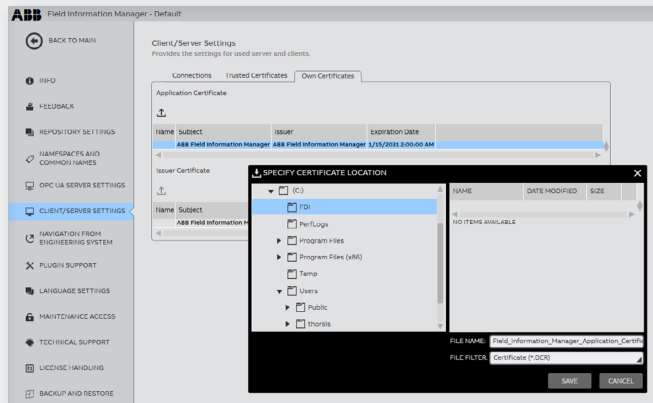 ABB Field Information Manager - Default
BACK TO MAIN
INFO
FEEDBACK
REPOSITORY SETTINGS
NAMESPACES AND
COMMON NAMES
OPC UA SERVER SETTINGS
CLIENT/SERVER SETTINGS
NAVIGATION FROM
ENGINEERING SYSTEM
PLUGIN SUPPORT
LANGUAGE SETTINGS
MAINTENANCE ACCESS
TECHNICAL SUPPORT
LICENSE HANDLING
BACKUP AND RESTORE
Client/Server Settings
Provides the settings for used server and clients.
Connections Trusted Certificates Own Certificates
Application Certificate
Name Subject Issuer Expiration Date
ABB Field Information Manager ABB Field Information Manager 1/15/2031 2:00:00 AM
Issuer Certificate
Name Subject
ABB Field Information M
SPECIFY CERTIFICATE LOCATION
(C:)
FDI
PerfLogs
Program Files
Program Files (x86)
Temp
Users
Public
thorsis
NAME DATE MODIFIED SIZE
NO ITEMS AVAILABLE
FILE NAME: Field_Information_Manager_Application_Certific
FILE FILTER: Certificate (*.DER)
SAVE CANCEL